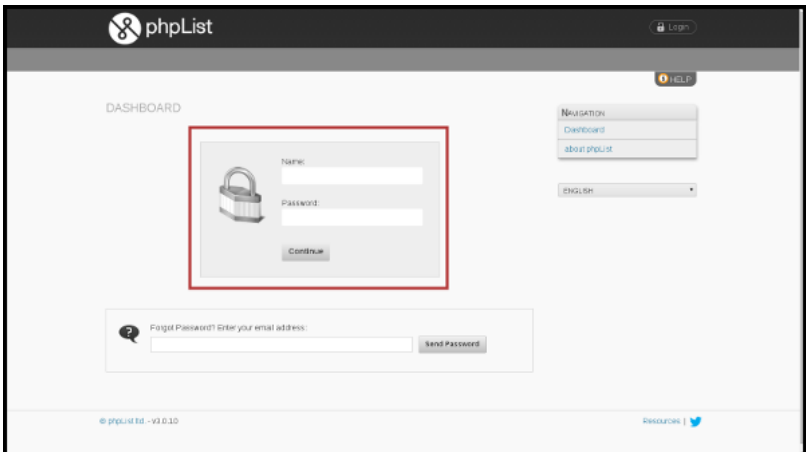 phpList
Login
HELP
DASHBOARD
NAVIGATION
Dashboard
about phpList
Name:
Password:
Continue
ENGLISH
Forgot Password? Enter your email address:
Send Password
© phpList ltd. - v3.0.10
Resources |